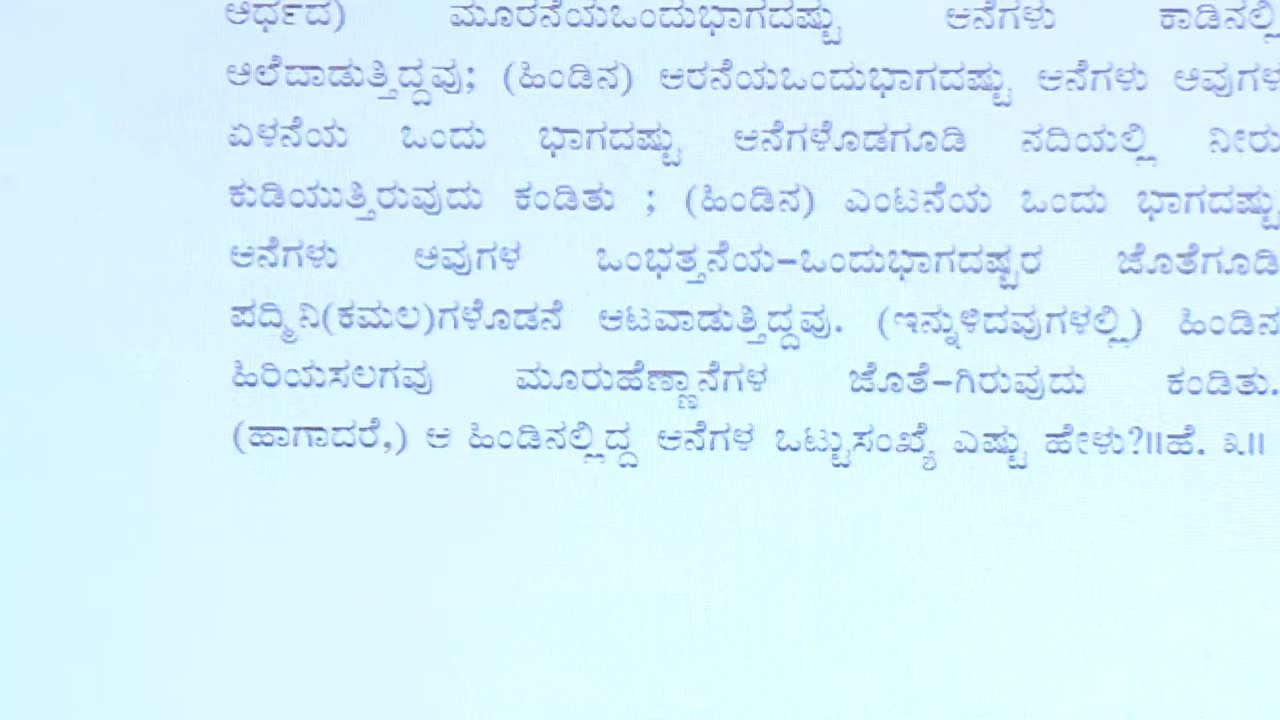 ಅರ್ಧದ) ಮೂರನೆಯಒಂದುಭಾಗದಷ್ಟು ಆನೆಗಳು ಕಾಡಿನಲ್ಲಿ
ಅಲೆದಾಡುತ್ತಿದ್ದವು; (ಹಿಂಡಿನ) ಆರನೆಯಒಂದುಭಾಗದಷ್ಟು ಆನೆಗಳು ಅವುಗಳ
ಏಳನೆಯ ಒಂದು ಭಾಗದಷ್ಟು ಆನೆಗಳೊಡಗೂಡಿ ನದಿಯಲ್ಲಿ ನೀರು
ಕುಡಿಯುತ್ತಿರುವುದು ಕಂಡಿತು ; (ಹಿಂಡಿನ) ಎಂಟನೆಯ ಒಂದು ಭಾಗದಷ್ಟು
ಆನೆಗಳು ಅವುಗಳ ಒಂಭತ್ತನೆಯ-ಒಂದುಭಾಗದಷ್ಟರ ಜೊತೆಗೂಡಿ
ಪದ್ಮಿನಿ(ಕಮಲ)ಗಳೊಡನೆ ಆಟವಾಡುತ್ತಿದ್ದವು. (ಇನ್ನುಳಿದವುಗಳಲ್ಲಿ) ಹಿಂಡಿನ
ಹಿರಿಯಸಲಗವು ಮೂರುಹೆಣ್ಣಾನೆಗಳ ಜೊತೆ-ಗಿರುವುದು ಕಂಡಿತು.
(ಹಾಗಾದರೆ,) ಆ ಹಿಂಡಿನಲ್ಲಿದ್ದ ಆನೆಗಳ ಒಟ್ಟುಸಂಖ್ಯೆ ಎಷ್ಟು ಹೇಳು?॥ಹೆ. ೩॥